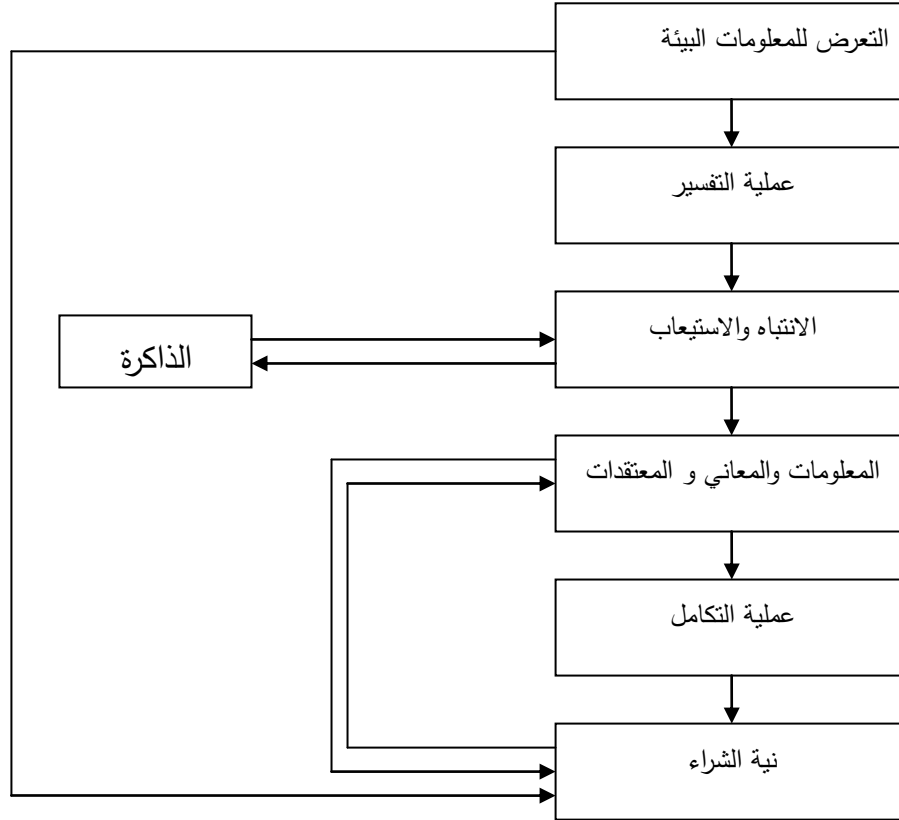 التعرض للمعلومات البيئة
عملية التفسير
الانتباه والاستيعاب
الذاكرة
المعلومات والمعاني و المعتقدات
عملية التكامل
نية الشراء